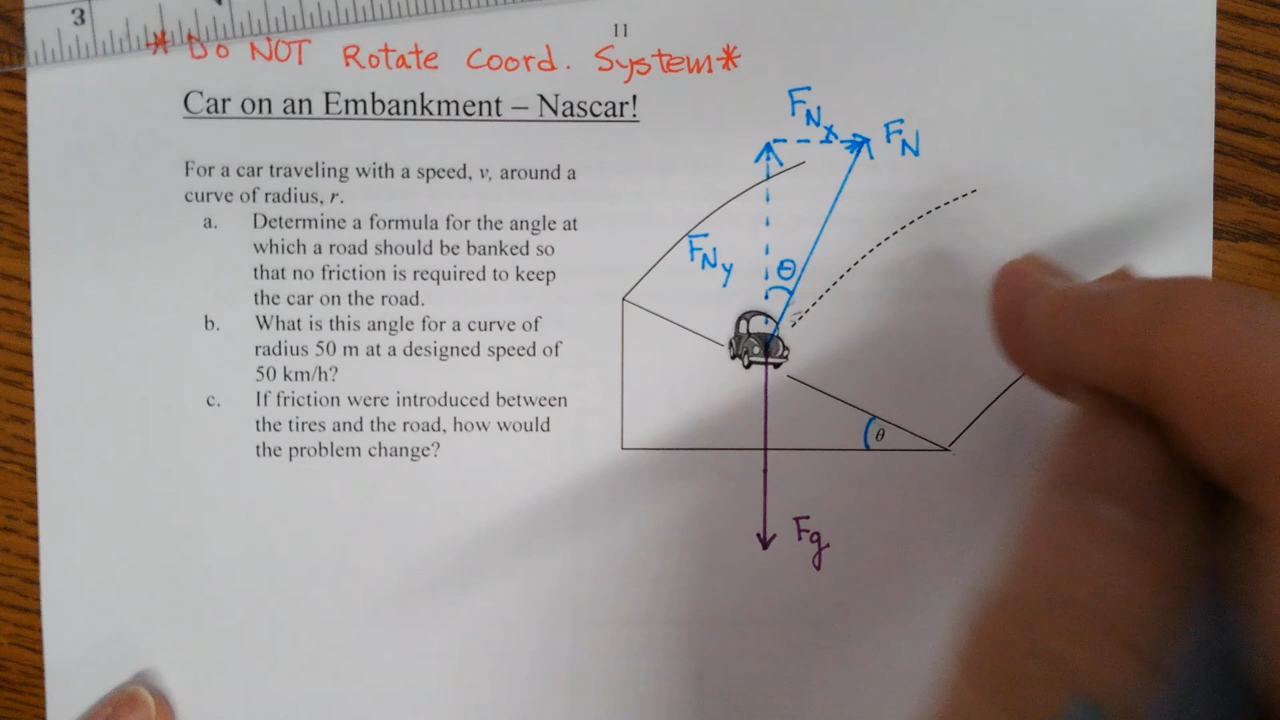 3
11
* Do NOT Rotate Coord. System *
Car on an Embankment – Nascar!
For a car traveling with a speed, v, around a
curve of radius, r.
a. Determine a formula for the angle at
which a road should be banked so
that no friction is required to keep
the car on the road.
b. What is this angle for a curve of
radius 50 m at a designed speed of
50 km/h?
c. If friction were introduced between
the tires and the road, how would
the problem change?
FNx
FN
FNy
Θ
θ
Fg